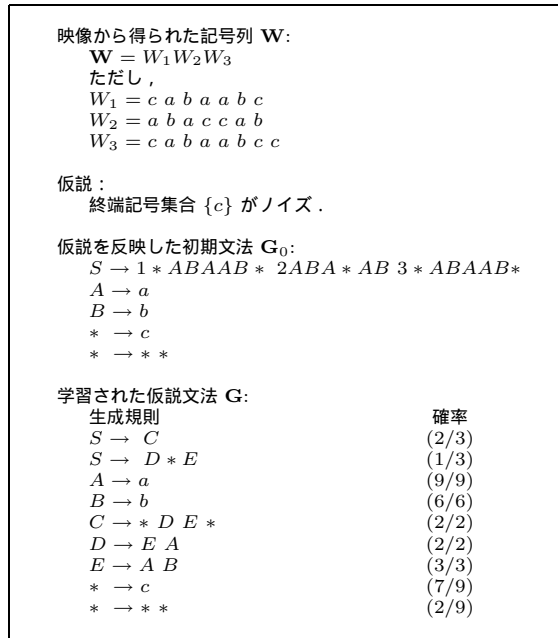 映像から得られた記号列 W:
W = W₁W₂W₃
ただし，
W₁ = c a b a a b c
W₂ = a b a c c a b
W₃ = c a b a a b c c
仮説：
終端記号集合 {c} がノイズ．
仮説を反映した初期文法 G₀:
S → 1 * ABAAB * 2ABA * AB 3 * ABAAB*
A → a
B → b
* → c
* → * *
学習された仮説文法 G:
生成規則 確率
S → C (2/3)
S → D * E (1/3)
A → a (9/9)
B → b (6/6)
C → * D E * (2/2)
D → E A (2/2)
E → A B (3/3)
* → c (7/9)
* → * * (2/9)